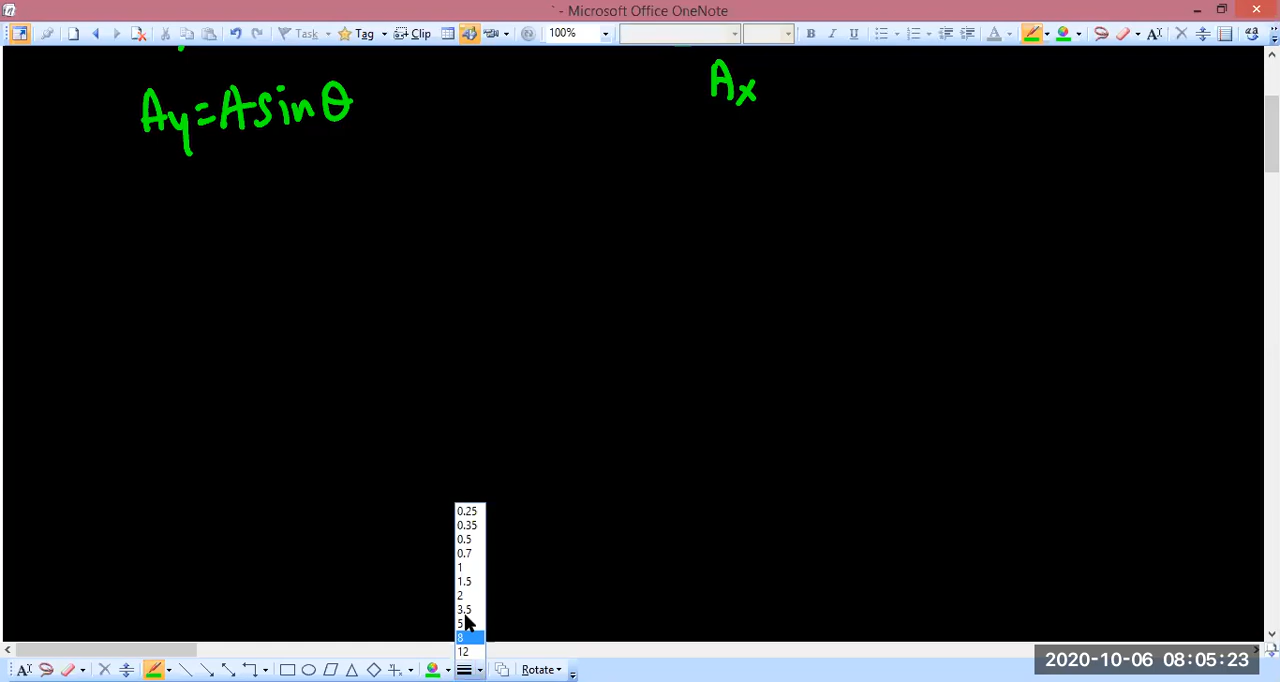 ` - Microsoft Office OneNote
Task
Tag
Clip
100%
B I U
A
Ay=Asinθ
Ax
0.25
0.35
0.5
0.7
1
1.5
2
3.5
5
8
12
Rotate
2020-10-06 08:05:23